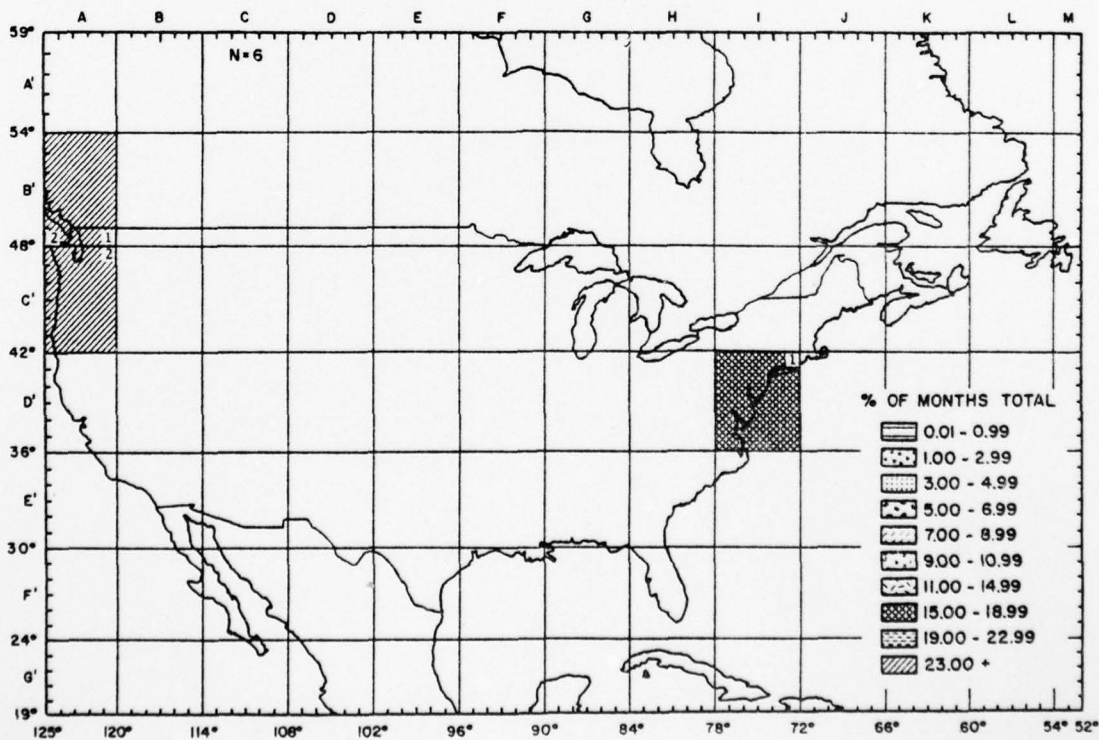 A B C D E F G H I J K L M
59°
N=6
A'
54°
B'
2 1
48° 2
C'
42° 1
D'
% OF MONTHS TOTAL
0.01 - 0.99
36° 1.00 - 2.99
3.00 - 4.99
E' 5.00 - 6.99
7.00 - 8.99
30° 9.00 - 10.99
F' 11.00 - 14.99
15.00 - 18.99
24° 19.00 - 22.99
G' 23.00 +
19°
125° 120° 114° 108° 102° 96° 90° 84° 78° 72° 66° 60° 54° 52°